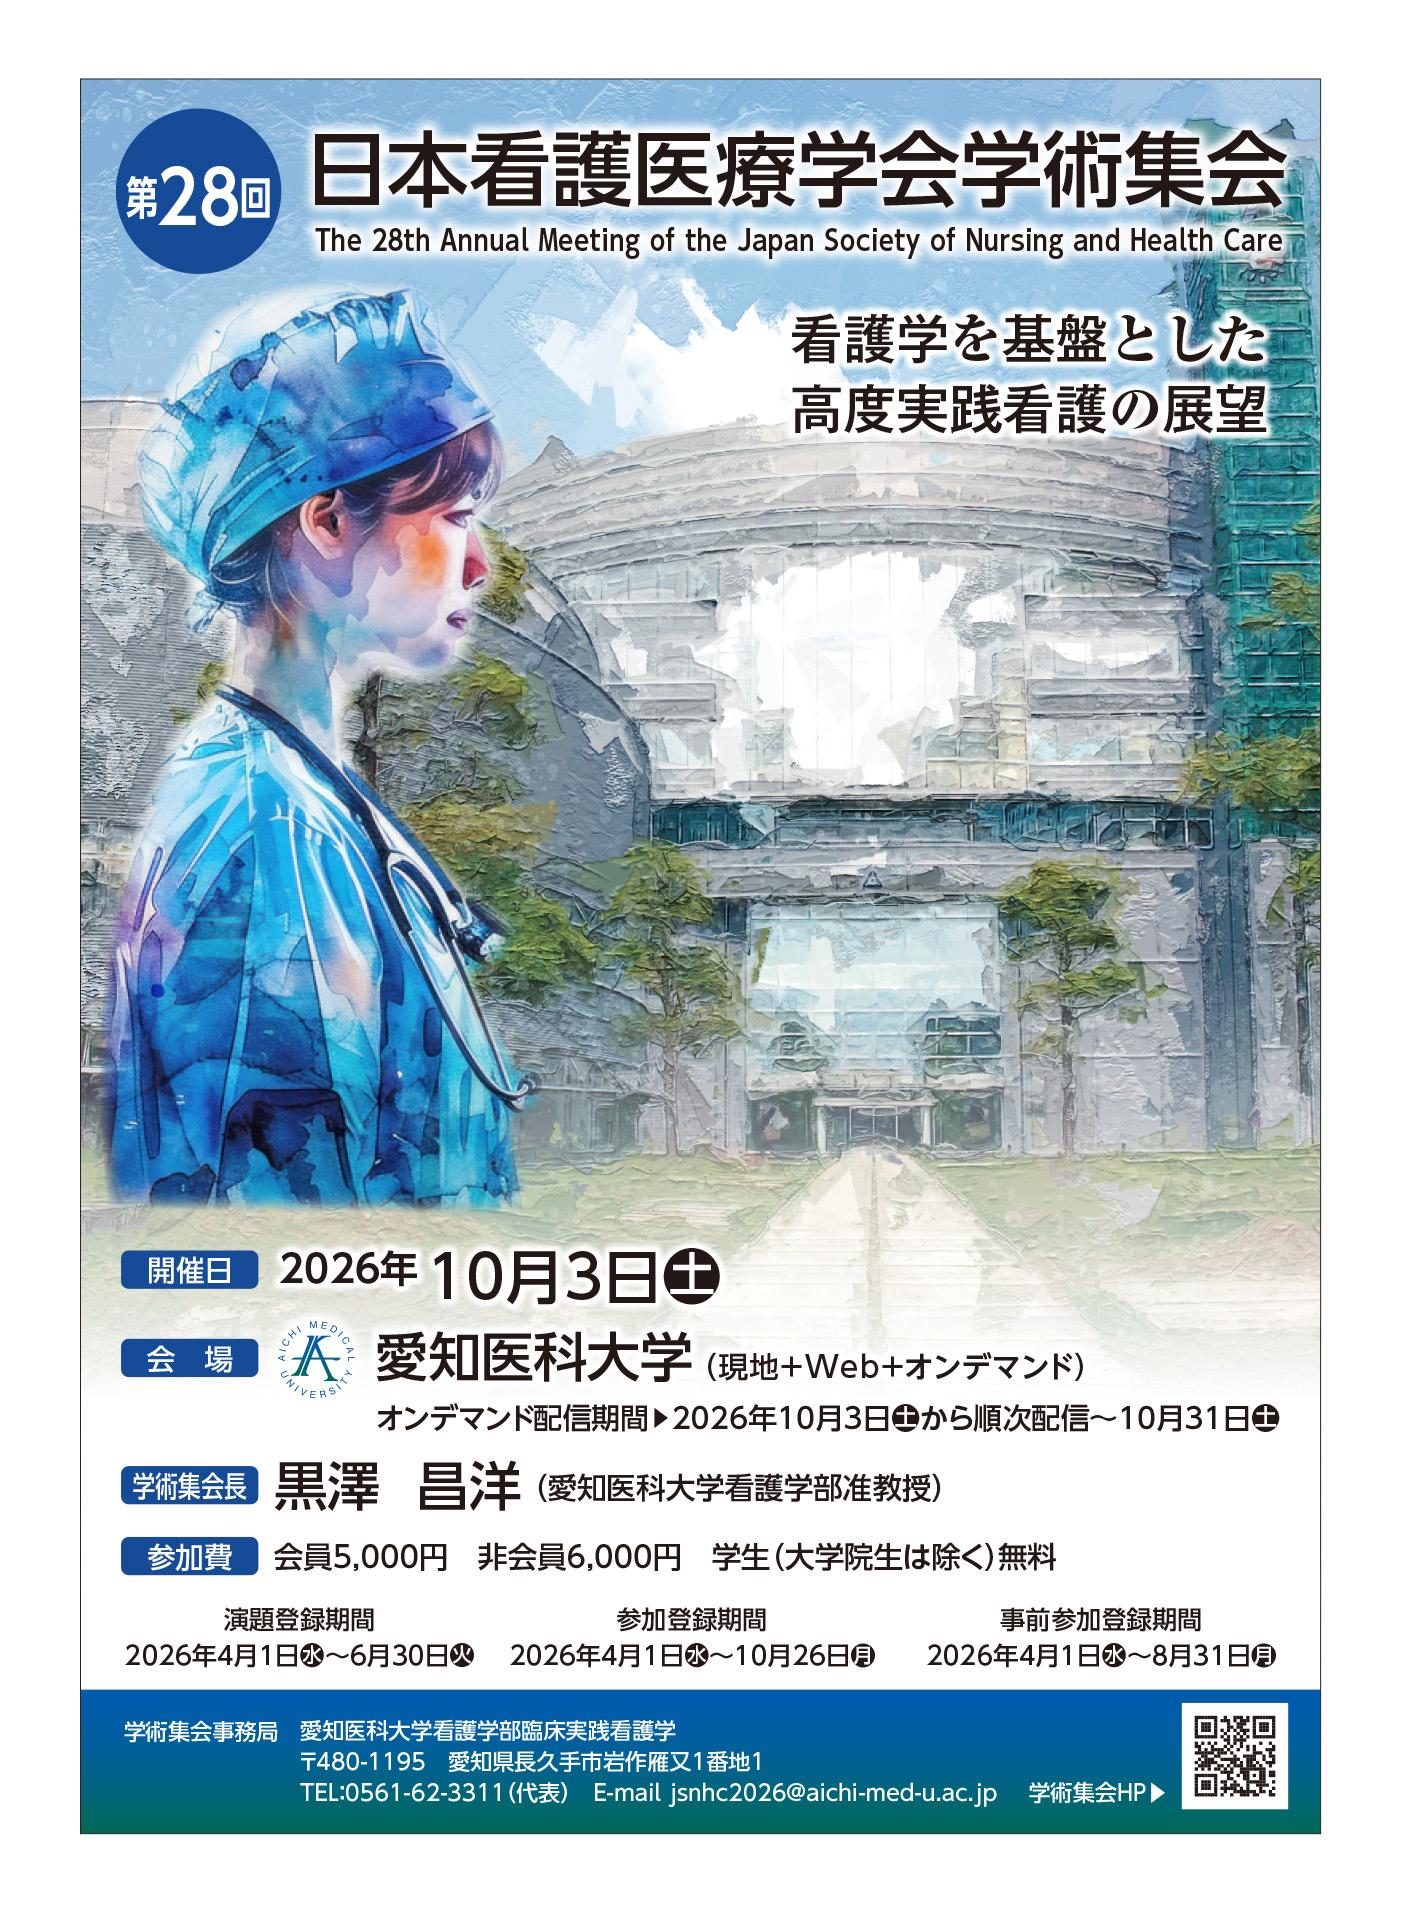 第28回
日本看護医療学会学術集会
The 28th Annual Meeting of the Japan Society of Nursing and Health Care
看護学を基盤とした
高度実践看護の展望
開催日 2026年 10月3日土
会 場 AICHI MEDICAL UNIVERSITY 愛知医科大学（現地+Web+オンデマンド）
オンデマンド配信期間▶2026年10月3日土から順次配信～10月31日土
学術集会長 黒澤 昌洋（愛知医科大学看護学部准教授）
参加費 会員5,000円 非会員6,000円 学生（大学院生は除く）無料
演題登録期間
2026年4月1日水～6月30日火
参加登録期間
2026年4月1日水～10月26日月
事前参加登録期間
2026年4月1日水～8月31日月
学術集会事務局 愛知医科大学看護学部臨床実践看護学
〒480-1195 愛知県長久手市岩作雁又1番地1
TEL:0561-62-3311（代表） E-mail jsnhc2026@aichi-med-u.ac.jp 学術集会HP▶